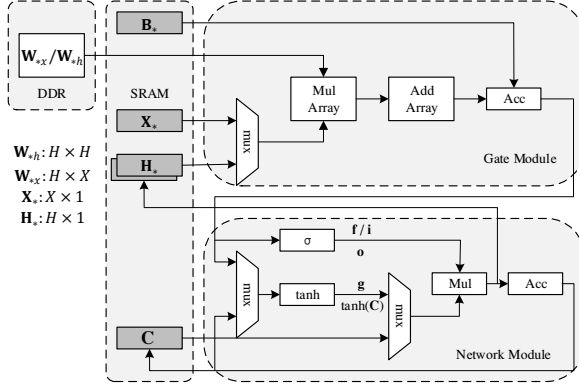 B*
W*x/W*h
DDR
SRAM
Mul
Array
Add
Array
Acc
X*
mux
H*
Gate Module
W*h: H × H
W*x: H × X
X*: X × 1
H*: H × 1
σ
f / i
o
mux
tanh
g
tanh(C)
mux
Mul
Acc
C
Network Module